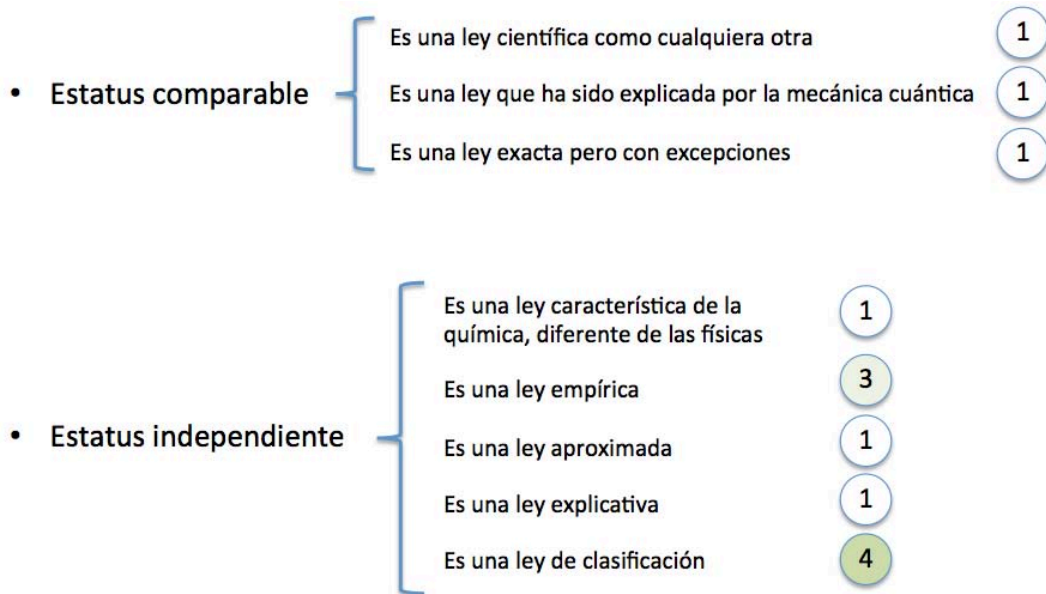 • Estatus comparable
Es una ley científica como cualquiera otra 1
Es una ley que ha sido explicada por la mecánica cuántica 1
Es una ley exacta pero con excepciones 1
• Estatus independiente
Es una ley característica de la
química, diferente de las físicas 1
Es una ley empírica 3
Es una ley aproximada 1
Es una ley explicativa 1
Es una ley de clasificación 4